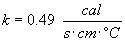 k = 0.49 cal / s·cm·°C